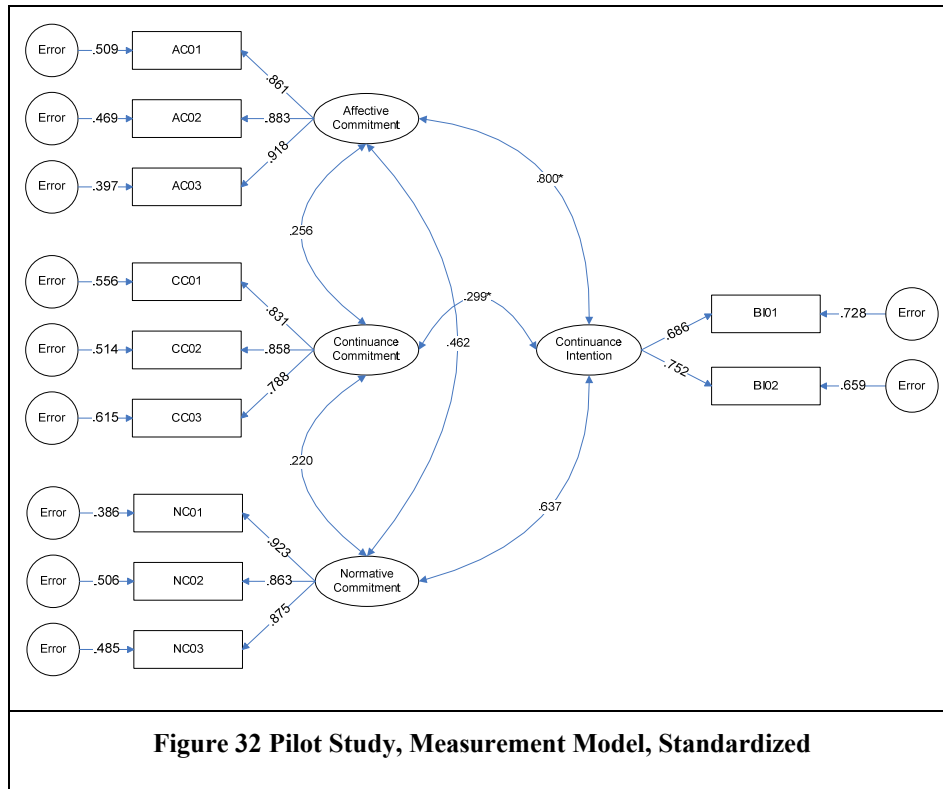 Error
.509
AC01
.861
Error
.469
AC02
.883
Affective
Commitment
Error
.397
AC03
.918
.800*
.256
Error
.556
CC01
.831
.299*
Error
.514
CC02
.858
Continuance
Commitment
.462
Continuance
Intention
.686
BI01
.728
Error
.752
BI02
.659
Error
Error
.615
CC03
.788
.220
.637
Error
.386
NC01
.923
Error
.506
NC02
.863
Normative
Commitment
Error
.485
NC03
.875
Figure 32 Pilot Study, Measurement Model, Standardized